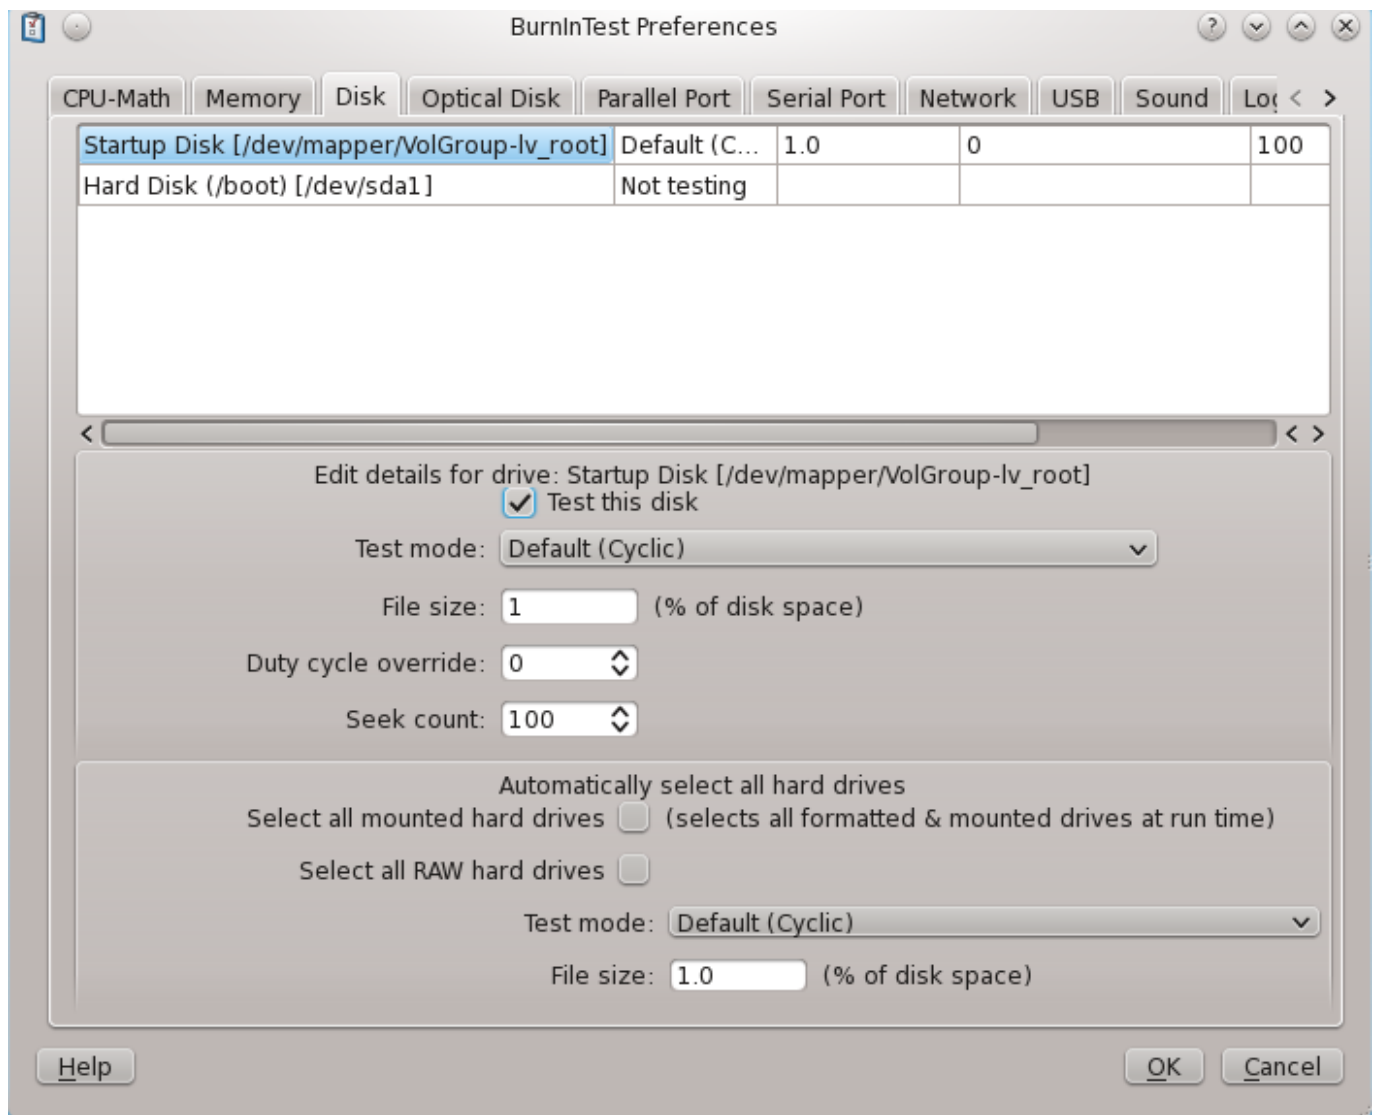 BurnInTest Preferences
CPU-Math Memory Disk Optical Disk Parallel Port Serial Port Network USB Sound
Startup Disk [/dev/mapper/VolGroup-lv_root] Default (C... 1.0 0 100
Hard Disk (/boot) [/dev/sda1] Not testing
Edit details for drive: Startup Disk [/dev/mapper/VolGroup-lv_root]
Test this disk
Test mode: Default (Cyclic)
File size: 1 (% of disk space)
Duty cycle override: 0
Seek count: 100
Automatically select all hard drives
Select all mounted hard drives (selects all formatted & mounted drives at run time)
Select all RAW hard drives
Test mode: Default (Cyclic)
File size: 1.0 (% of disk space)
Help OK Cancel